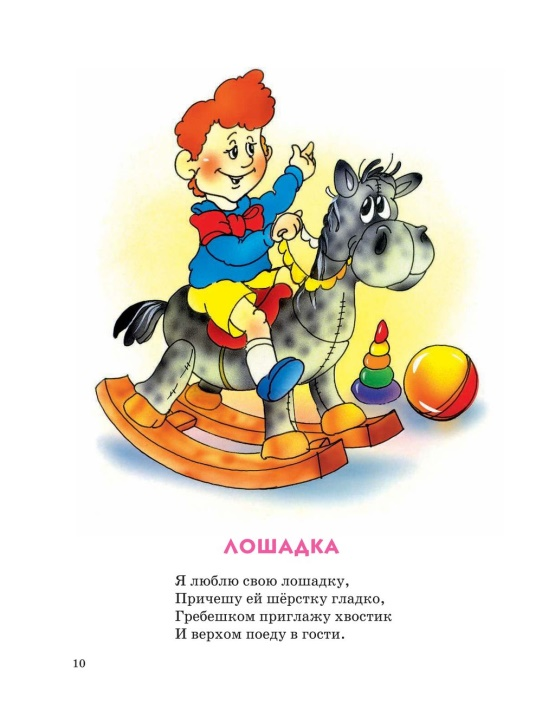 ЛОШАДКА
Я люблю свою лошадку,
Причешу ей шёрстку гладко,
Гребешком приглажу хвостик
И верхом поеду в гости.
10